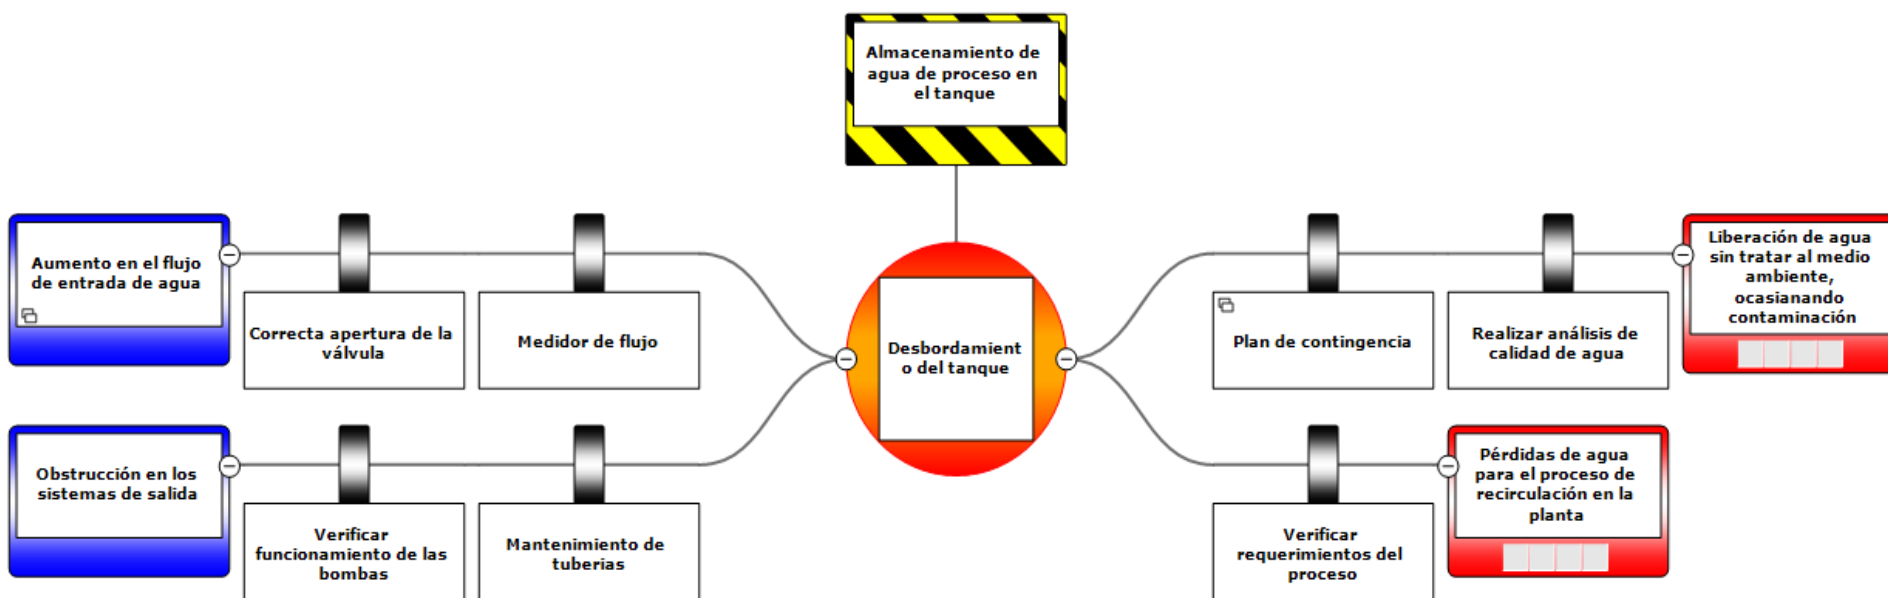 Almacenamiento de
agua de proceso en
el tanque
Aumento en el flujo
de entrada de agua
Correcta apertura de la
válvula
Medidor de flujo
Desbordamient
o del tanque
Plan de contingencia
Realizar análisis de
calidad de agua
Liberación de agua
sin tratar al medio
ambiente,
ocasianando
contaminación
Obstrucción en los
sistemas de salida
Verificar
funcionamiento de las
bombas
Mantenimiento de
tuberias
Verificar
requerimientos del
proceso
Pérdidas de agua
para el proceso de
recirculación en la
planta